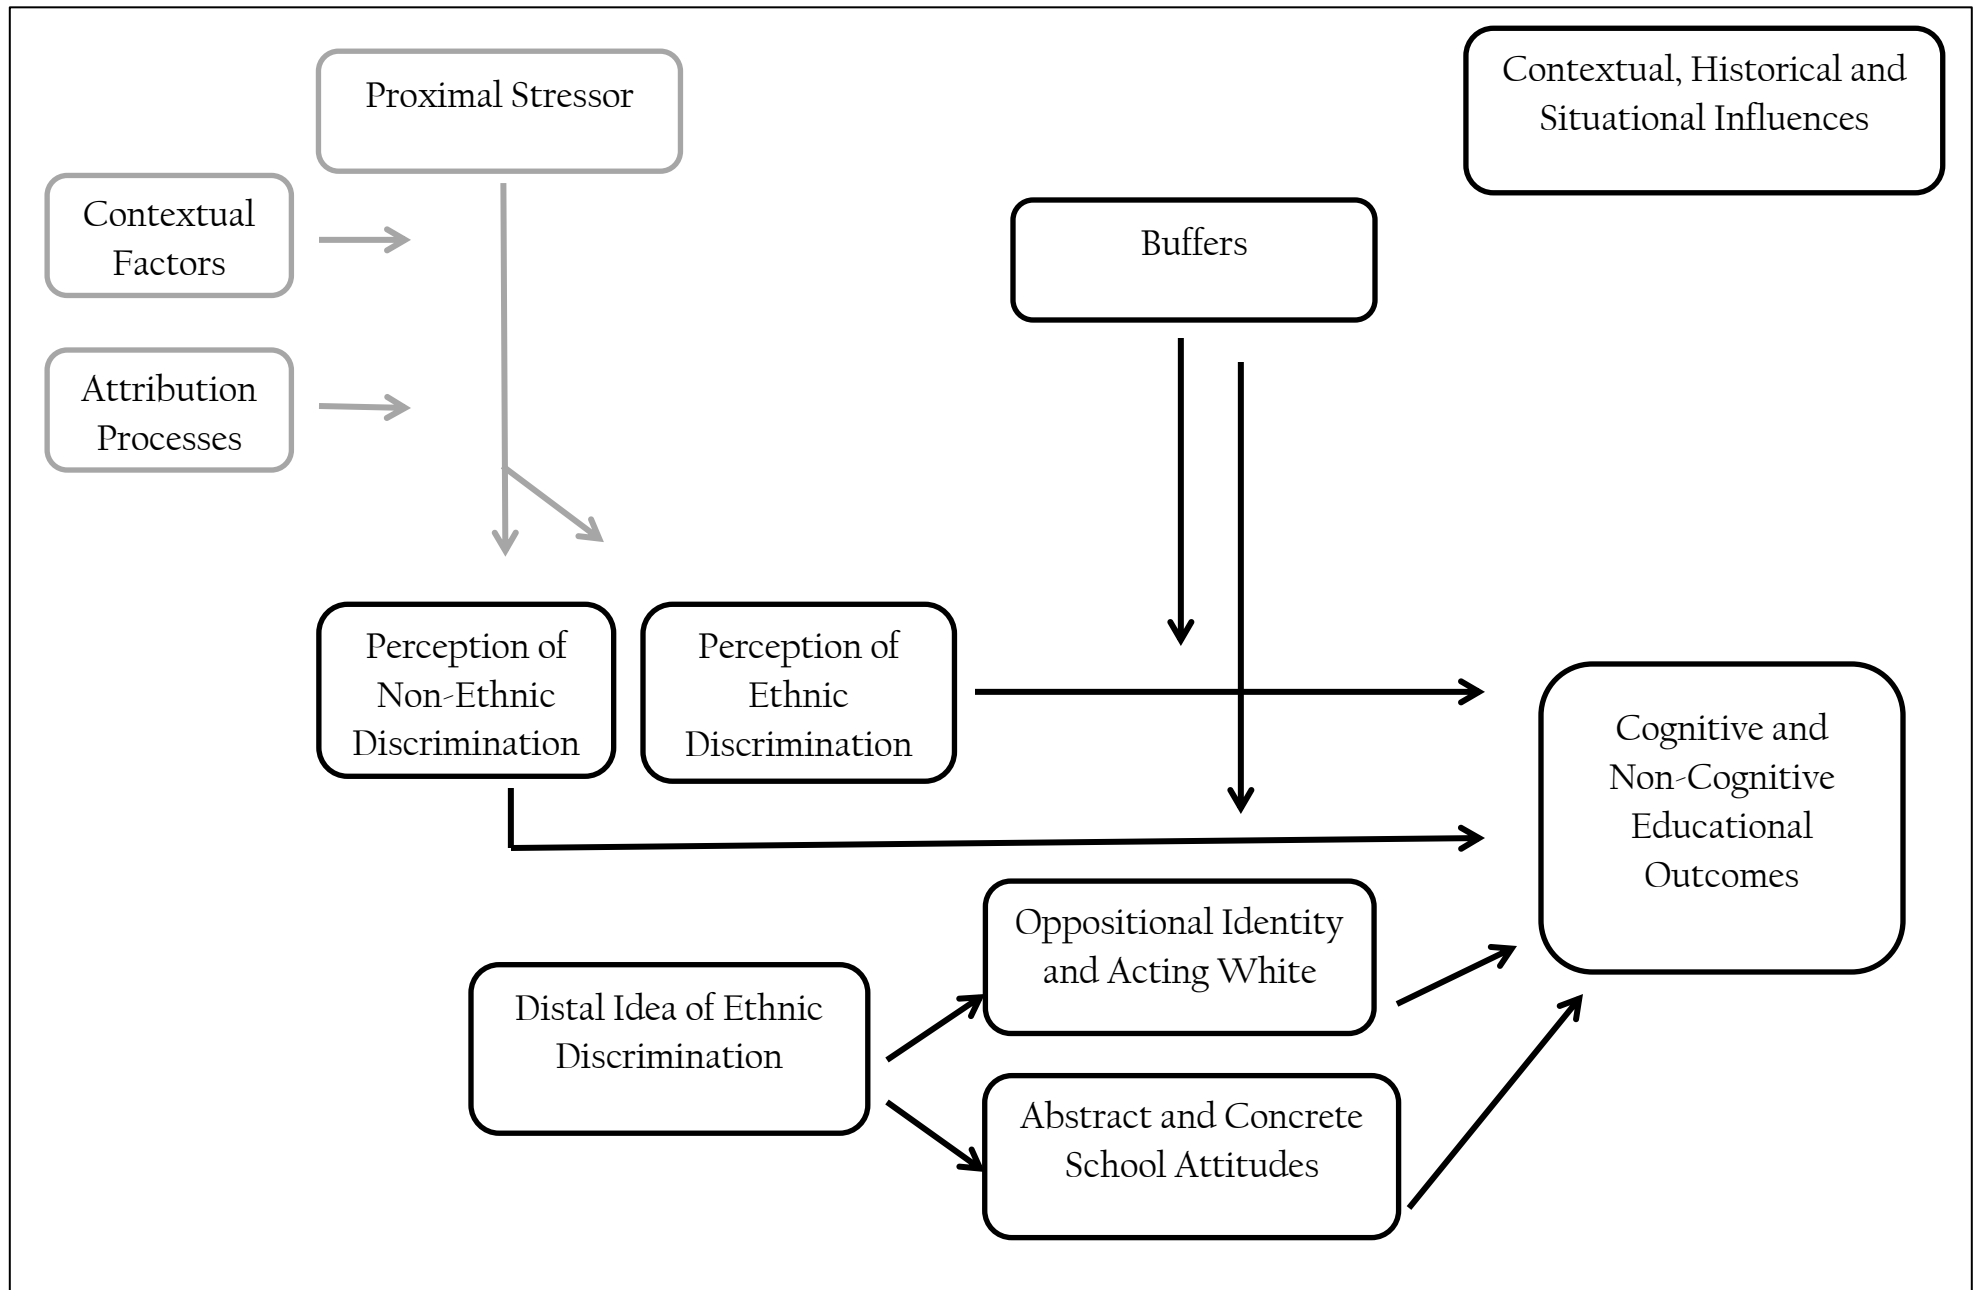 Proximal Stressor
Contextual, Historical and
Situational Influences
Contextual
Factors
Buffers
Attribution
Processes
Perception of
Non-Ethnic
Discrimination
Perception of
Ethnic
Discrimination
Cognitive and
Non-Cognitive
Educational
Outcomes
Oppositional Identity
and Acting White
Distal Idea of Ethnic
Discrimination
Abstract and Concrete
School Attitudes